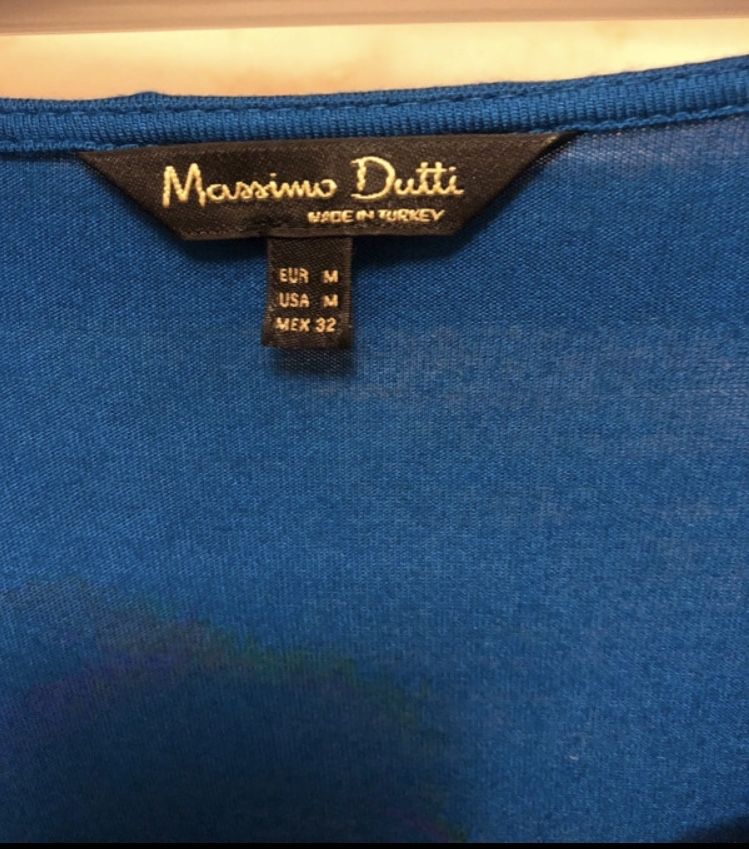 Massimo Dutti
MADE IN TURKEY
EUR M
USA M
MEX 32